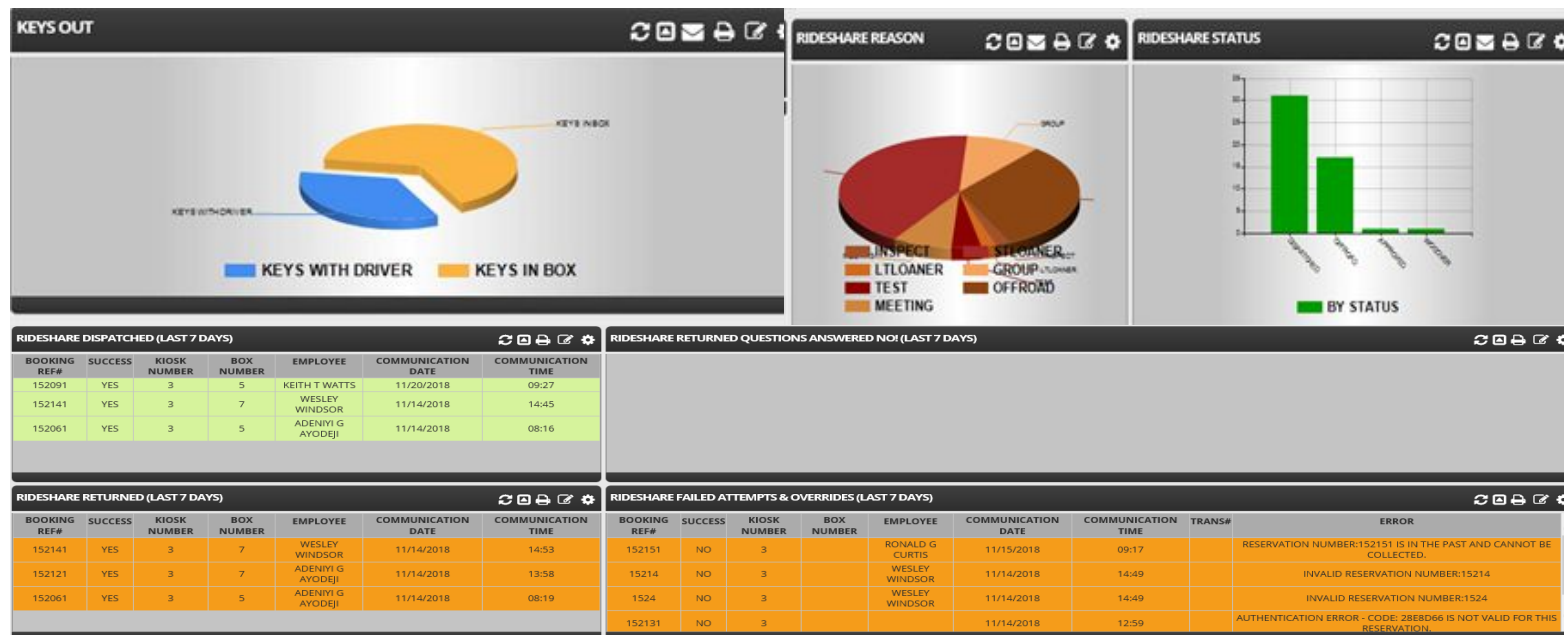 KEYS OUT
KEYS IN BOX
KEYS WITH DRIVER
KEYS WITH DRIVER KEYS IN BOX
RIDESHARE REASON
GROUP
INSPECT STLOANER
LTLOANER GROUP LTLOANER
TEST OFFROAD
MEETING
RIDESHARE STATUS
35
30
25
20
15
10
5
0
DISPATCHED
APPROVED
BY STATUS
RIDESHARE DISPATCHED (LAST 7 DAYS)
BOOKING REF# SUCCESS KIOSK NUMBER BOX NUMBER EMPLOYEE COMMUNICATION DATE COMMUNICATION TIME
152091 YES 3 5 KEITH T WATTS 11/20/2018 09:27
152141 YES 3 7 WESLEY WINDSOR 11/14/2018 14:45
152061 YES 3 5 ADENIYI G AYODEJI 11/14/2018 08:16
RIDESHARE RETURNED QUESTIONS ANSWERED NO! (LAST 7 DAYS)
RIDESHARE RETURNED (LAST 7 DAYS)
BOOKING REF# SUCCESS KIOSK NUMBER BOX NUMBER EMPLOYEE COMMUNICATION DATE COMMUNICATION TIME
152141 YES 3 7 WESLEY WINDSOR 11/14/2018 14:53
152121 YES 3 7 ADENIYI G AYODEJI 11/14/2018 13:58
152061 YES 3 5 ADENIYI G AYODEJI 11/14/2018 08:19
RIDESHARE FAILED ATTEMPTS & OVERRIDES (LAST 7 DAYS)
BOOKING REF# SUCCESS KIOSK NUMBER BOX NUMBER EMPLOYEE COMMUNICATION DATE COMMUNICATION TIME TRANS# ERROR
152151 NO 3 RONALD G CURTIS 11/15/2018 09:17 RESERVATION NUMBER:152151 IS IN THE PAST AND CANNOT BE COLLECTED.
15214 NO 3 WESLEY WINDSOR 11/14/2018 14:49 INVALID RESERVATION NUMBER:15214
1524 NO 3 WESLEY WINDSOR 11/14/2018 14:49 INVALID RESERVATION NUMBER:1524
152131 NO 3 11/14/2018 12:59 AUTHENTICATION ERROR - CODE: 28E8D66 IS NOT VALID FOR THIS RESERVATION.